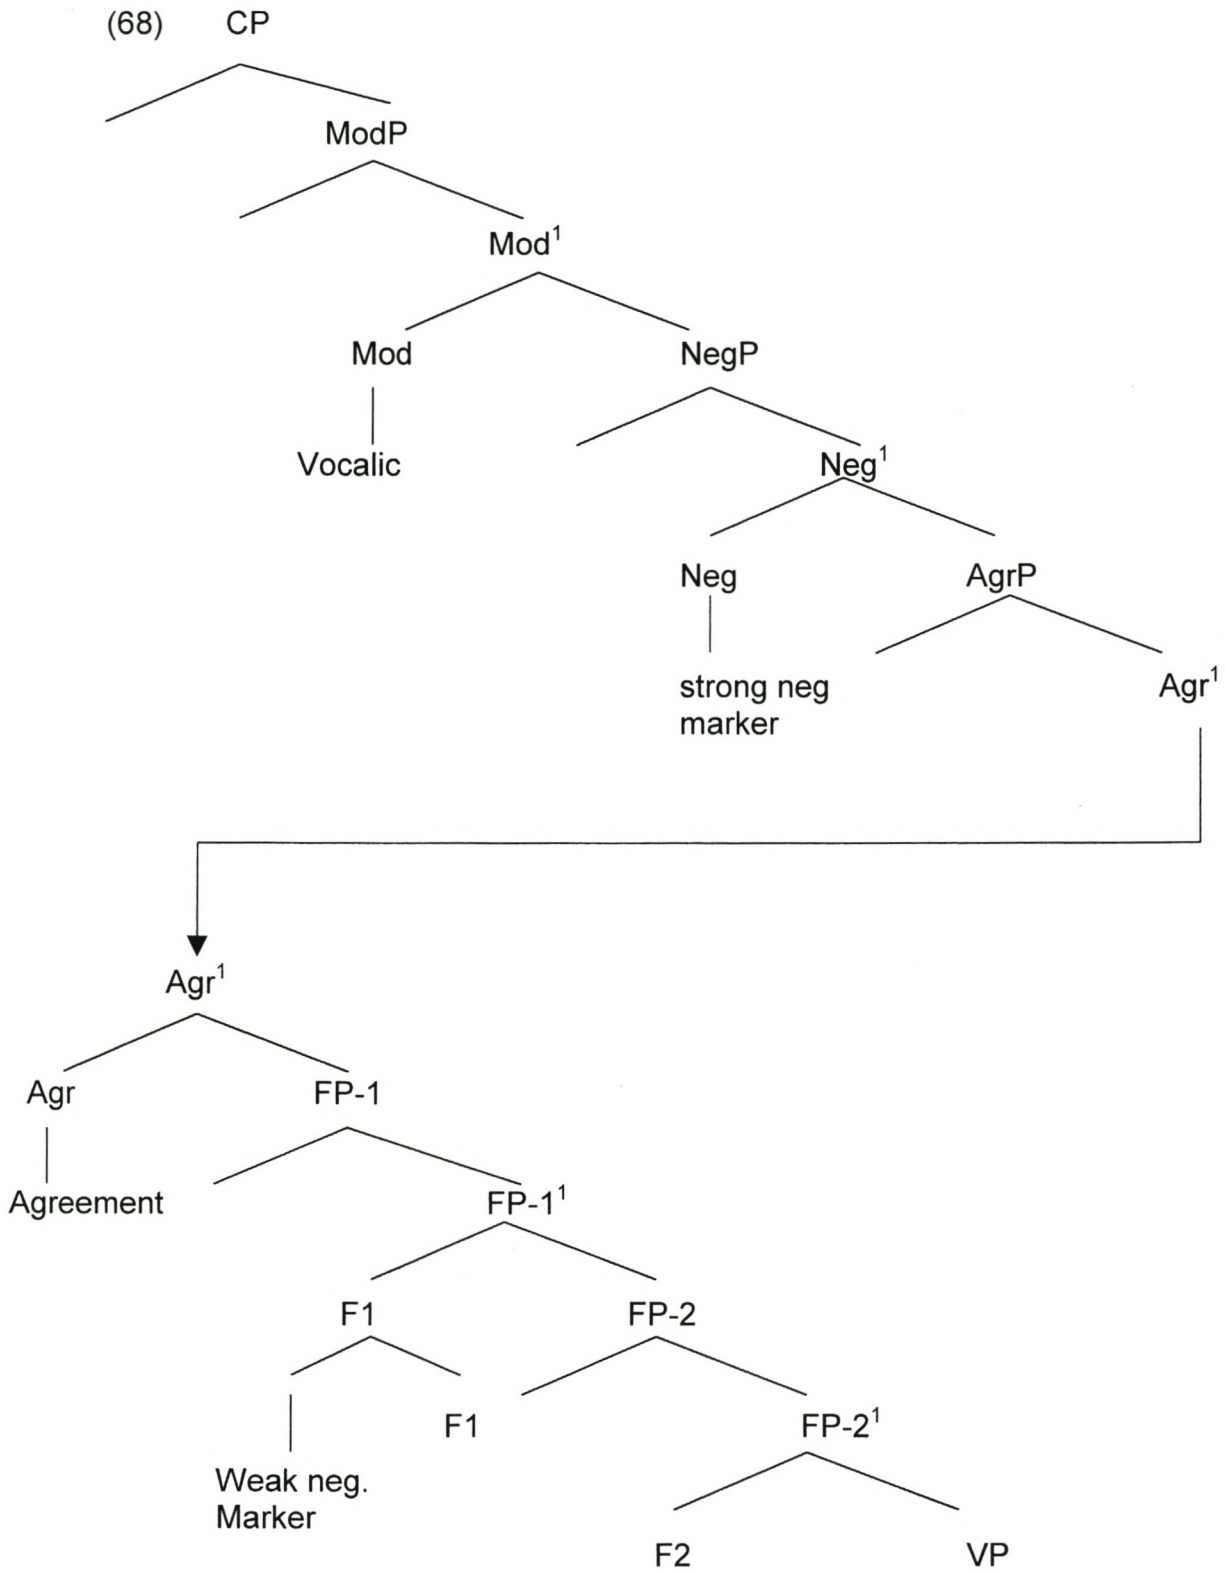 (68) CP
ModP
Mod¹
Mod NegP
Vocalic Neg¹
Neg AgrP
strong neg Agr¹
marker
Agr¹
Agr FP-1
Agreement FP-1¹
F1 FP-2
F1 FP-2¹
Weak neg.
Marker
F2 VP